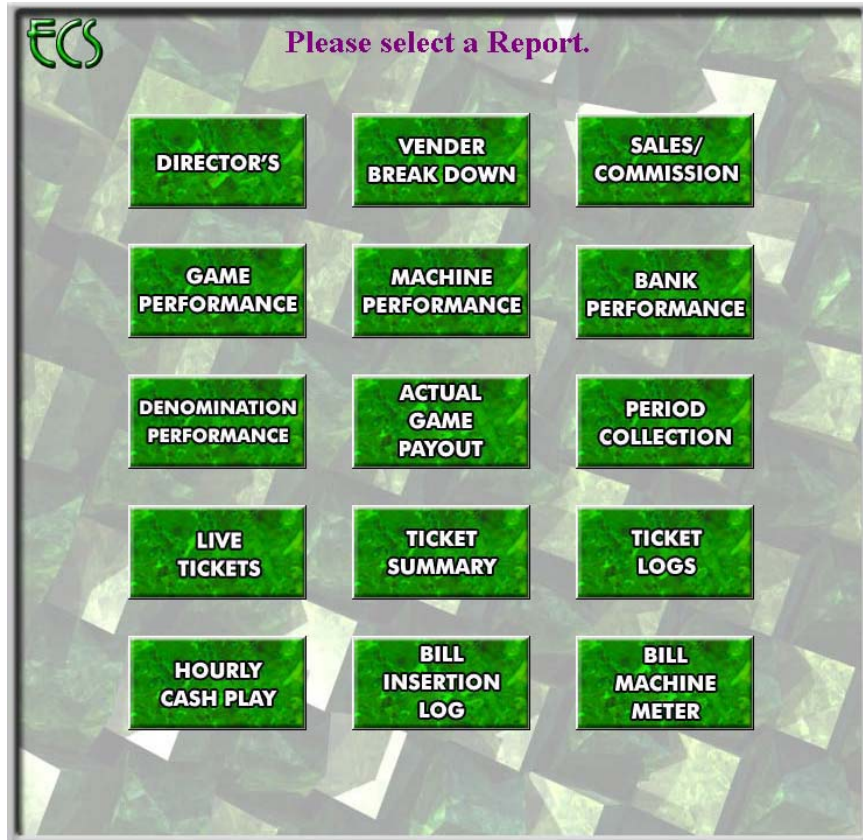 ECS
Please select a Report.
DIRECTOR'S
VENDER
BREAK DOWN
SALES/
COMMISSION
GAME
PERFORMANCE
MACHINE
PERFORMANCE
BANK
PERFORMANCE
DENOMINATION
PERFORMANCE
ACTUAL
GAME
PAYOUT
PERIOD
COLLECTION
LIVE
TICKETS
TICKET
SUMMARY
TICKET
LOGS
HOURLY
CASH PLAY
BILL
INSERTION
LOG
BILL
MACHINE
METER